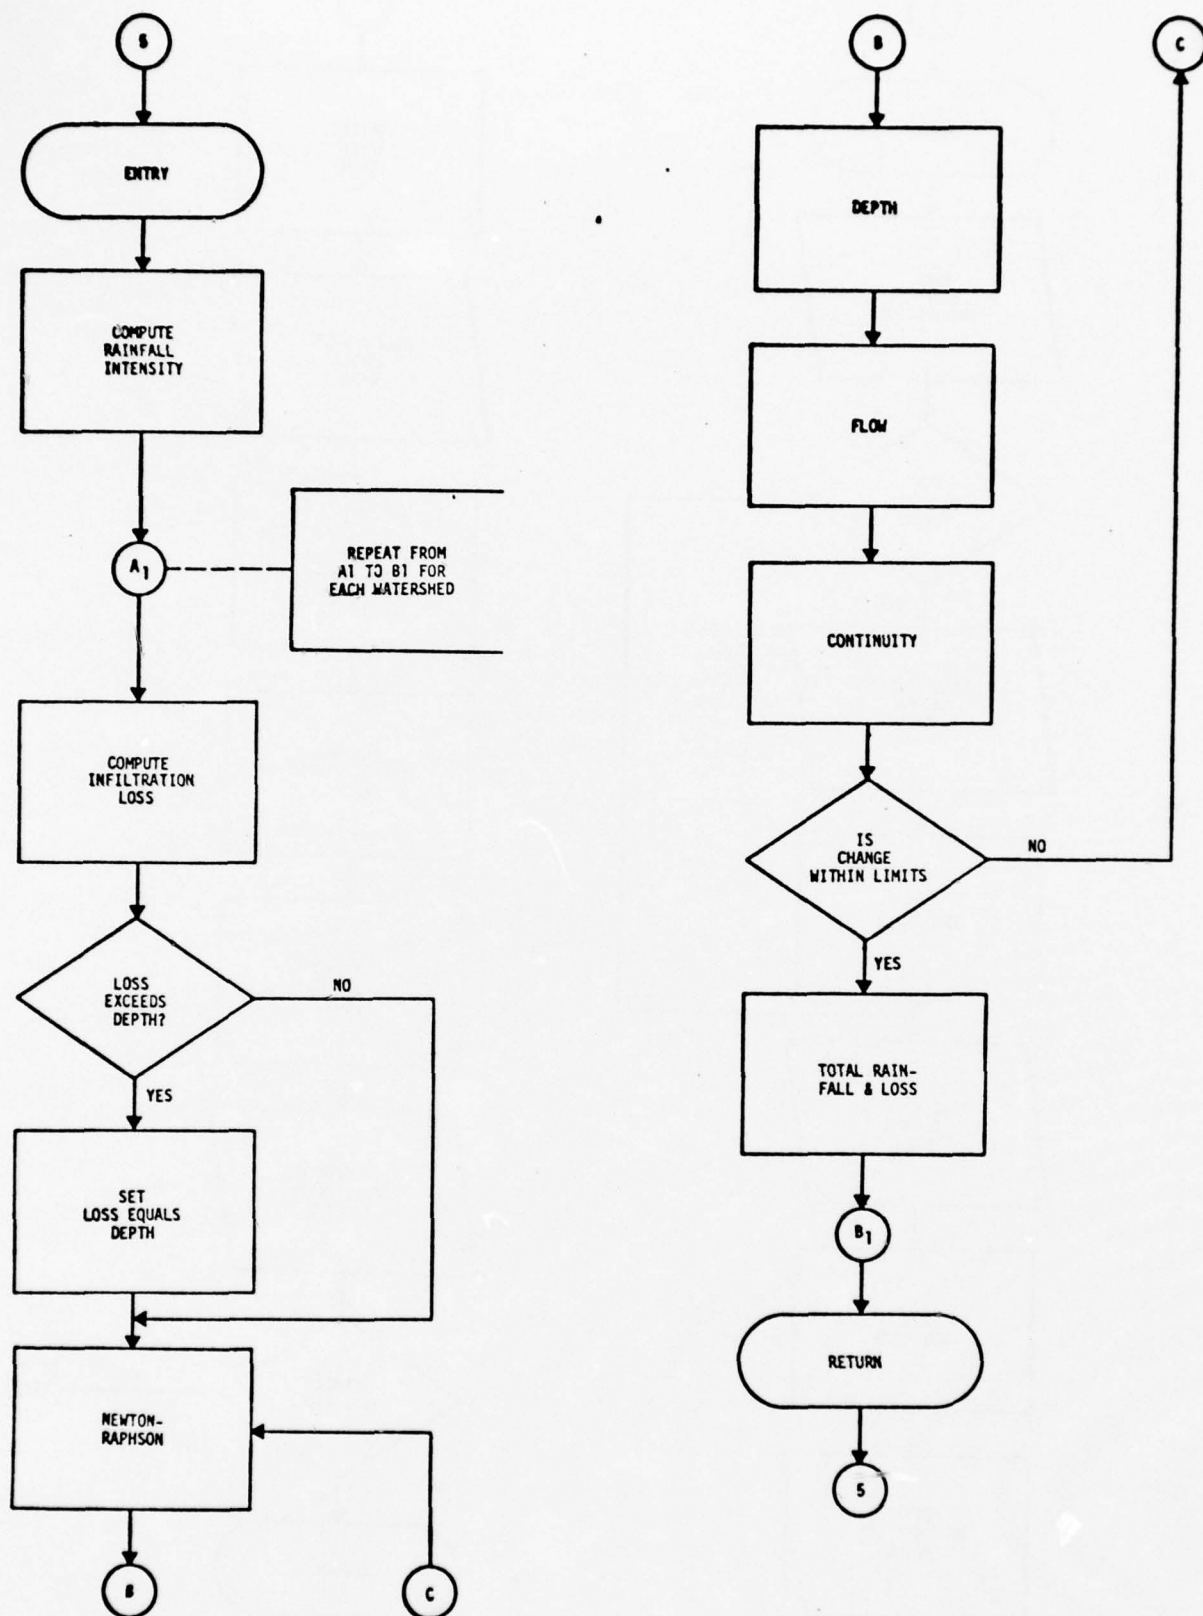 5
ENTRY
COMPUTE
RAINFALL
INTENSITY
A1
REPEAT FROM
A1 TO B1 FOR
EACH WATERSHED
COMPUTE
INFILTRATION
LOSS
LOSS
EXCEEDS
DEPTH?
NO
YES
SET
LOSS EQUALS
DEPTH
NEWTON-
RAPHSON
B
C
B
DEPTH
FLOW
CONTINUITY
IS
CHANGE
WITHIN LIMITS
NO
YES
TOTAL RAIN-
FALL & LOSS
B1
RETURN
5
C